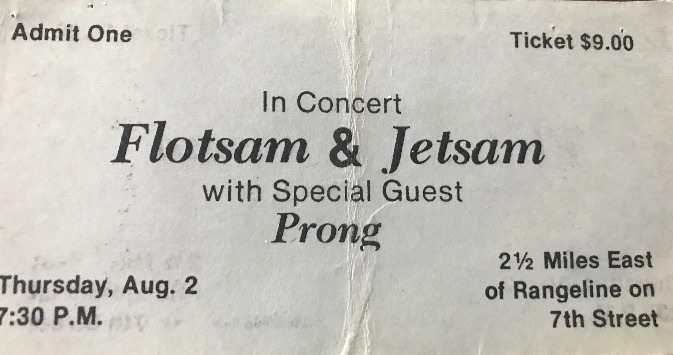 Admit One
Ticket $9.00
In Concert
Flotsam & Jetsam
with Special Guest
Prong
Thursday, Aug. 2
7:30 P.M.
2½ Miles East
of Rangeline on
7th Street